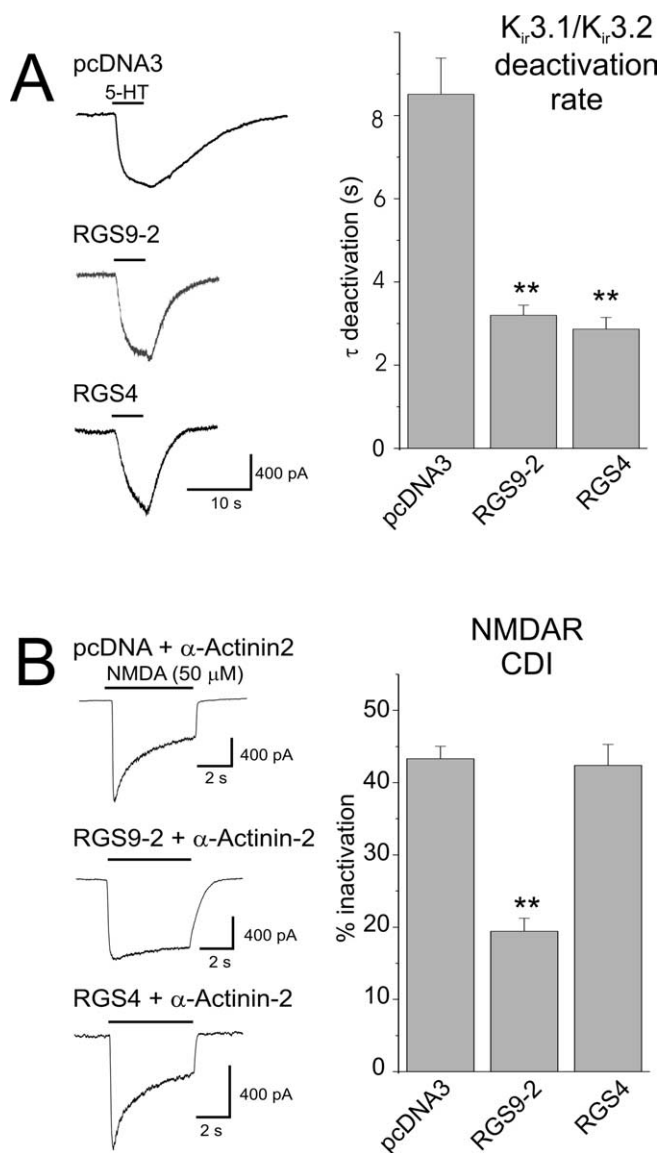 A
pcDNA3
5-HT
RGS9-2
RGS4
400 pA
10 s
K_ir3.1/K_ir3.2
deactivation
rate
τ deactivation (s)
8
6
4
2
0
**
**
pcDNA3
RGS9-2
RGS4
B
pcDNA + α-Actinin2
NMDA (50 μM)
400 pA
2 s
RGS9-2 + α-Actinin-2
400 pA
2 s
RGS4 + α-Actinin-2
400 pA
2 s
NMDAR
CDI
% inactivation
50
40
30
20
10
0
**
pcDNA3
RGS9-2
RGS4